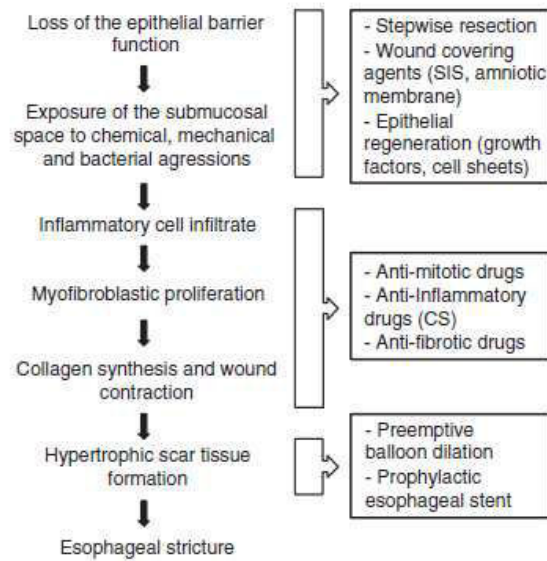 Loss of the epithelial barrier
function
Exposure of the submucosal
space to chemical, mechanical
and bacterial agressions
Inflammatory cell infiltrate
Myofibroblastic proliferation
Collagen synthesis and wound
contraction
Hypertrophic scar tissue
formation
Esophageal stricture
- Stepwise resection
- Wound covering
agents (SIS, amniotic
membrane)
- Epithelial
regeneration (growth
factors, cell sheets)
- Anti-mitotic drugs
- Anti-Inflammatory
drugs (CS)
- Anti-fibrotic drugs
- Preemptive
balloon dilation
- Prophylactic
esophageal stent